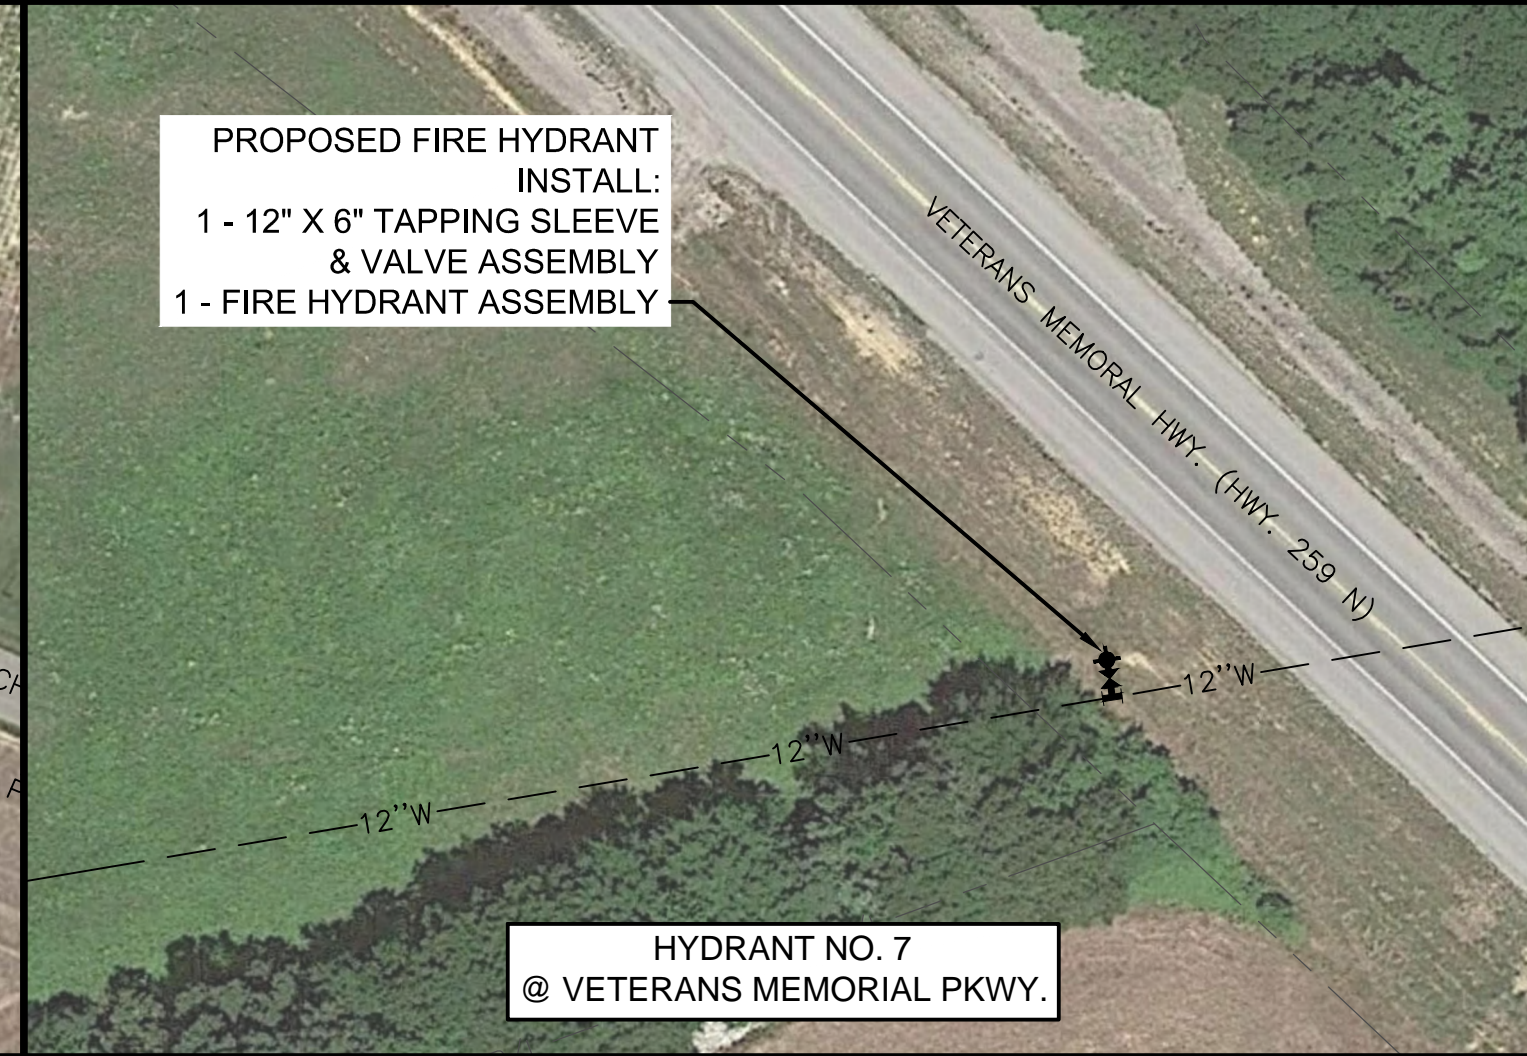 PROPOSED FIRE HYDRANT
INSTALL:
1 - 12" X 6" TAPPING SLEEVE
& VALVE ASSEMBLY
1 - FIRE HYDRANT ASSEMBLY
VETERANS MEMORAL HWY. (HWY. 259 N)
12''W
12''W
12''W
HYDRANT NO. 7
@ VETERANS MEMORIAL PKWY.